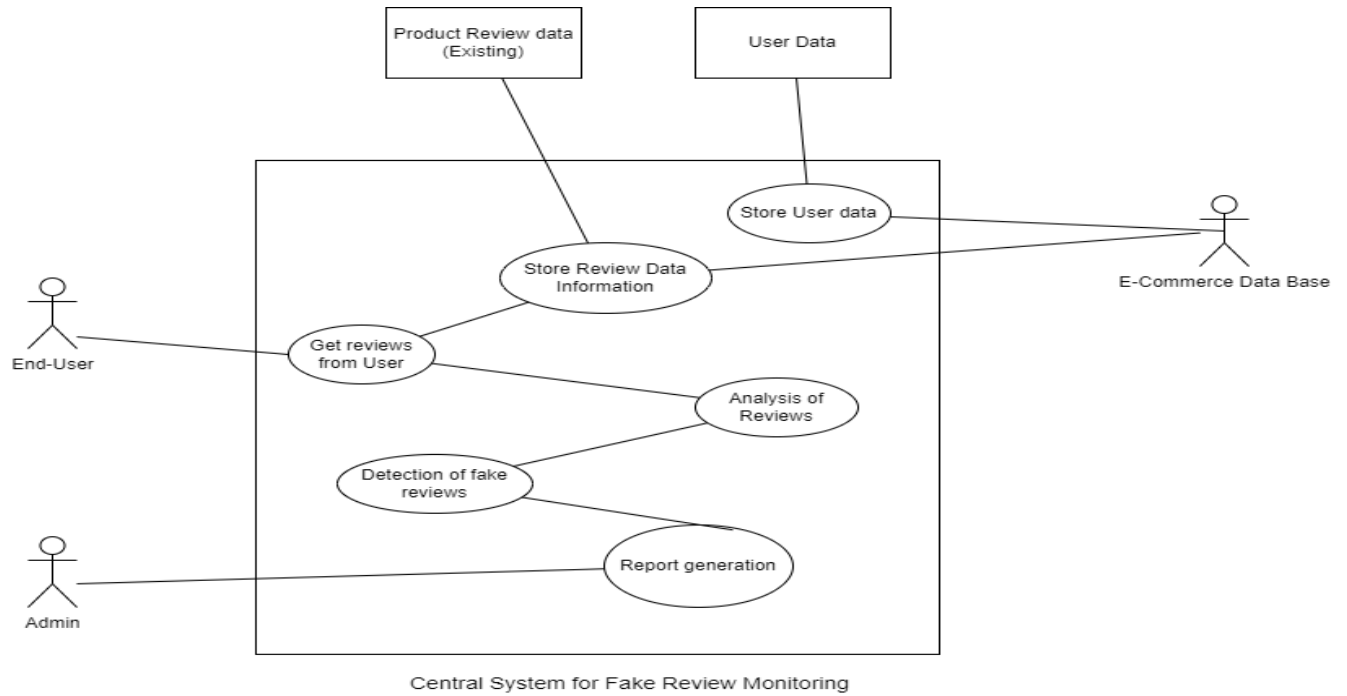 Product Review data
(Existing)
User Data
Store User data
Store Review Data
Information
E-Commerce Data Base
End-User
Get reviews
from User
Analysis of
Reviews
Detection of fake
reviews
Report generation
Admin
Central System for Fake Review Monitoring